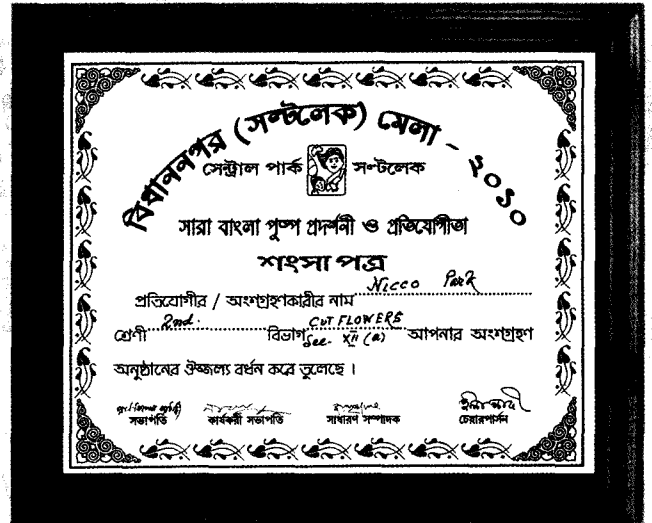 বিধাননগর (সল্টলেক) মেলা - ২০১০
সেন্ট্রাল পার্ক সল্টলেক
সারা বাংলা পুষ্প প্রদর্শনী ও প্রতিযোগীতা
শংসা পত্র
প্রতিযোগীর / অংশগ্রহণকারীর নাম Nicco Park
শ্রেণী 2nd. বিভাগ CUT FLOWERS Sec. XII (a) আপনার অংশগ্রহণ
অনুষ্ঠানের ঔজ্জল্য বর্ধন করে তুলেছে ।
সভাপতি কার্যকরী সভাপতি সাধারণ সম্পাদক চেয়ারপার্সন